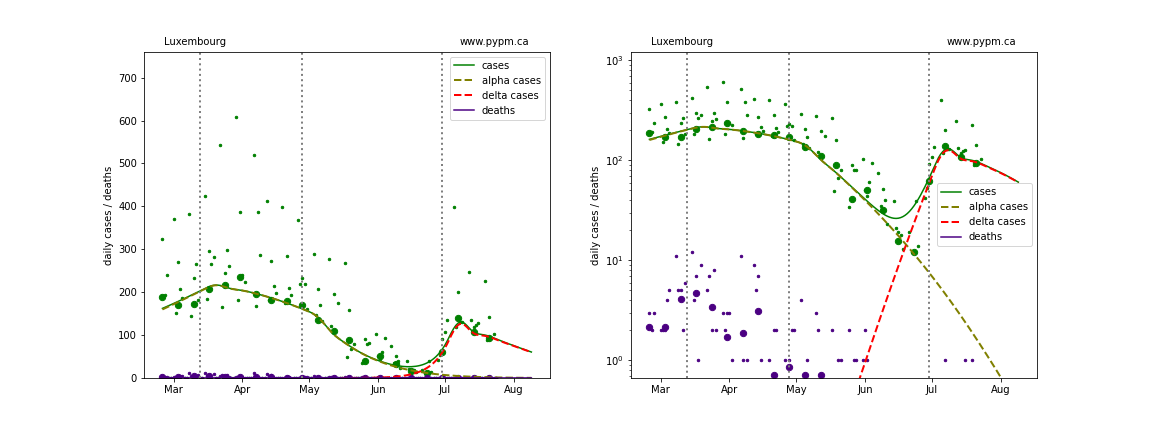 Luxembourg www.pypm.ca
cases
alpha cases
delta cases
deaths
daily cases / deaths
700
600
500
400
300
200
100
0
Mar Apr May Jun Jul Aug
Luxembourg www.pypm.ca
cases
alpha cases
delta cases
deaths
daily cases / deaths
10³
10²
10¹
10⁰
Mar Apr May Jun Jul Aug